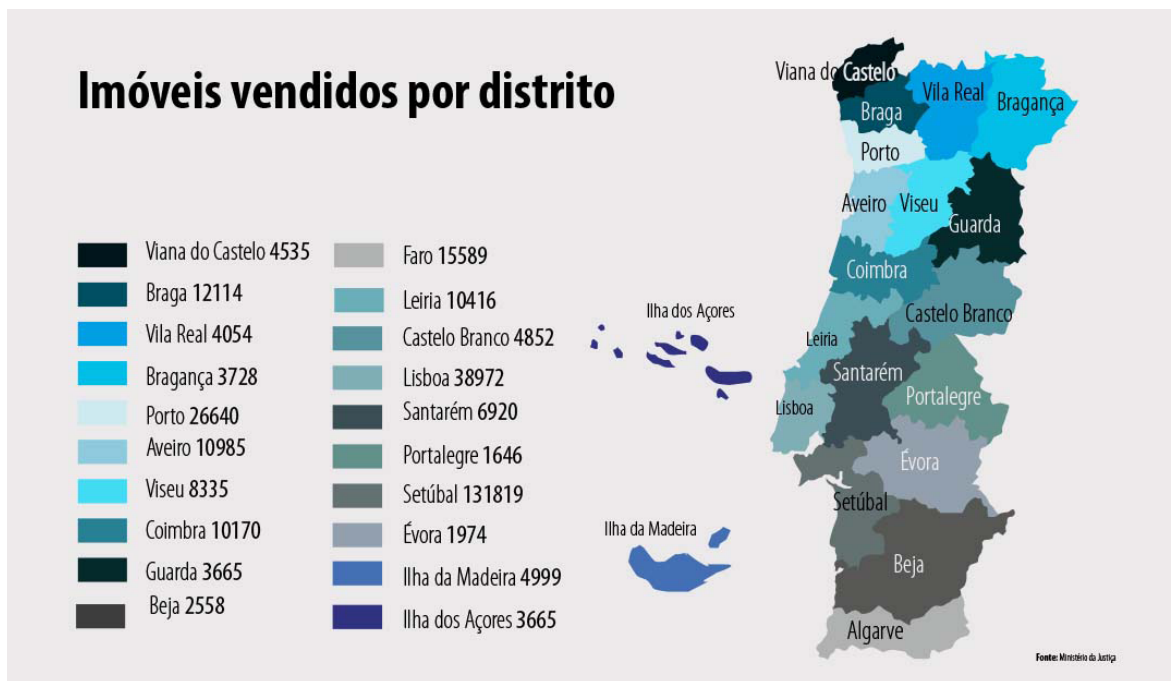 Imóveis vendidos por distrito
Viana do Castelo 4535
Braga 12114
Vila Real 4054
Bragança 3728
Porto 26640
Aveiro 10985
Viseu 8335
Coimbra 10170
Guarda 3665
Beja 2558
Faro 15589
Leiria 10416
Castelo Branco 4852
Lisboa 38972
Santarém 6920
Portalegre 1646
Setúbal 131819
Évora 1974
Ilha da Madeira 4999
Ilha dos Açores 3665
Ilha dos Açores
Ilha da Madeira
Viana do Castelo
Braga
Vila Real
Bragança
Porto
Aveiro
Viseu
Guarda
Coimbra
Castelo Branco
Leiria
Santarém
Portalegre
Lisboa
Évora
Setúbal
Beja
Algarve
Fonte: Ministério da Justiça